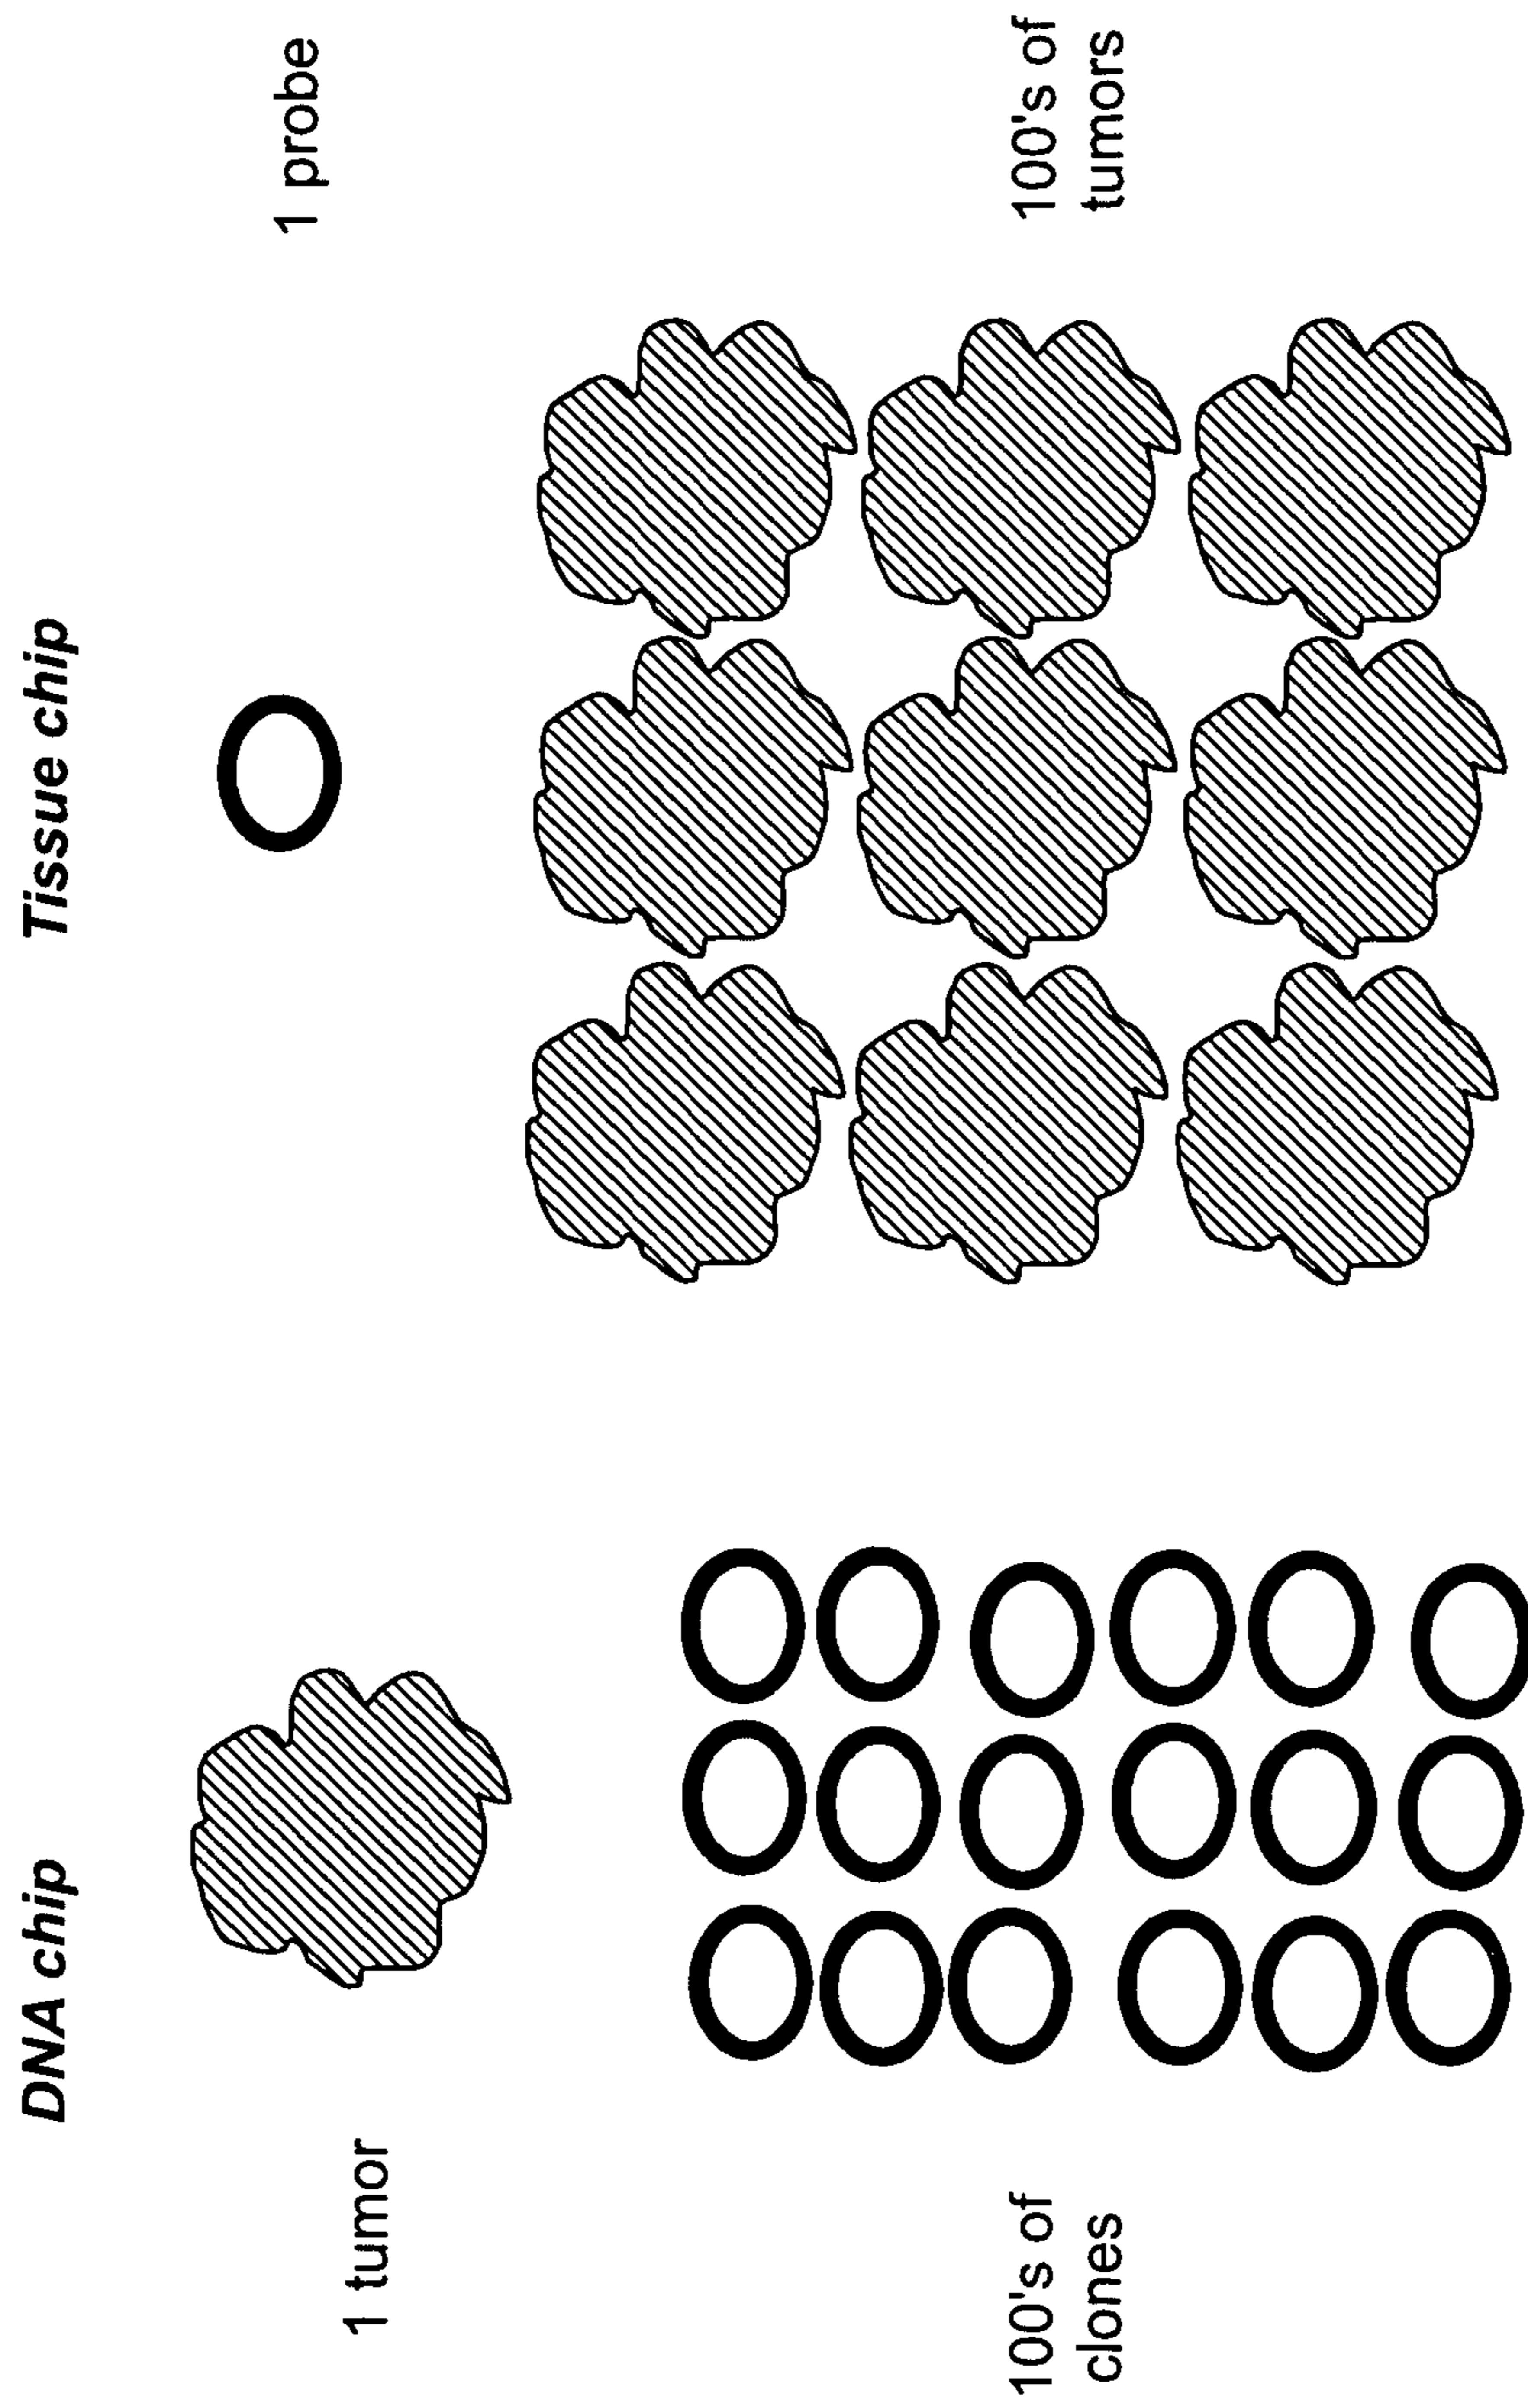 DNA chip
Tissue chip
1 tumor
1 probe
100's of
clones
100's of
tumors